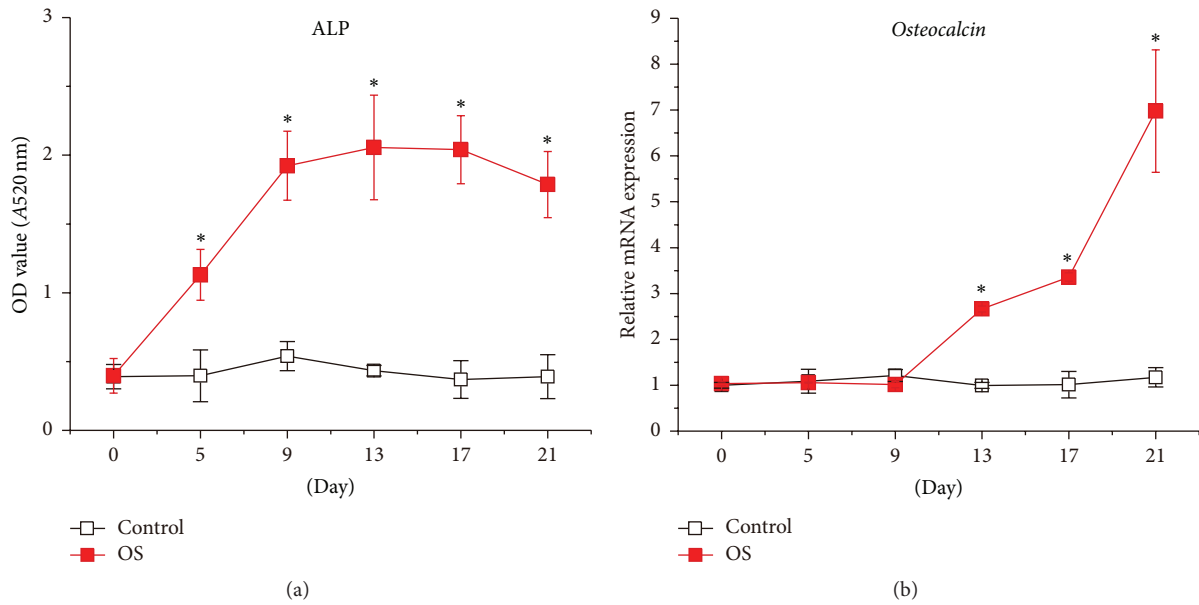 ALP
3
2
1
0
OD value (A520 nm)
*
*
*
*
*
0
5
9
13
17
21
(Day)
Control
OS
(a)
Osteocalcin
9
8
7
6
5
4
3
2
1
0
Relative mRNA expression
*
*
*
0
5
9
13
17
21
(Day)
Control
OS
(b)